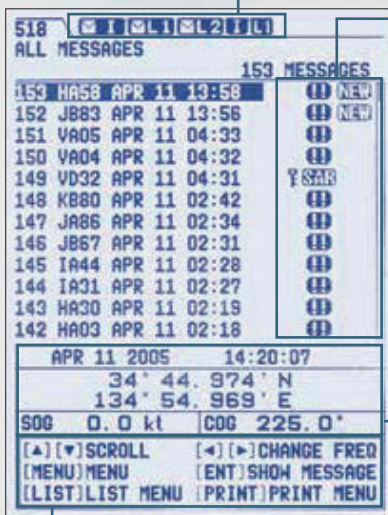 518 I L1 L2 I L
ALL MESSAGES
153 MESSAGES
153 HA58 APR 11 13:58 NEW
152 JB83 APR 11 13:56 NEW
151 VA05 APR 11 04:33
150 VA04 APR 11 04:32
149 VD32 APR 11 04:31 SAR
148 KB80 APR 11 02:42
147 JA86 APR 11 02:34
146 JB67 APR 11 02:31
145 IA44 APR 11 02:28
144 IA31 APR 11 02:27
143 HA30 APR 11 02:19
142 HA03 APR 11 02:18
APR 11 2005 14:20:07
34° 44. 974' N
134° 54. 969' E
SOG 0.0 kt COG 225.0°
[▲][▼]SCROLL [◄][►]CHANGE FREQ
[MENU]MENU [ENT]SHOW MESSAGE
[LIST]LIST MENU [PRINT]PRINT MENU